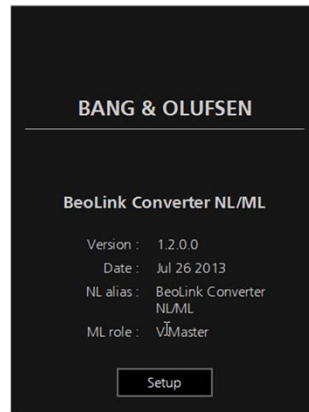 BANG & OLUFSEN
BeoLink Converter NL/ML
Version : 1.2.0.0
Date : Jul 26 2013
NL alias : BeoLink Converter
NL/ML
ML role : V.Master
Setup